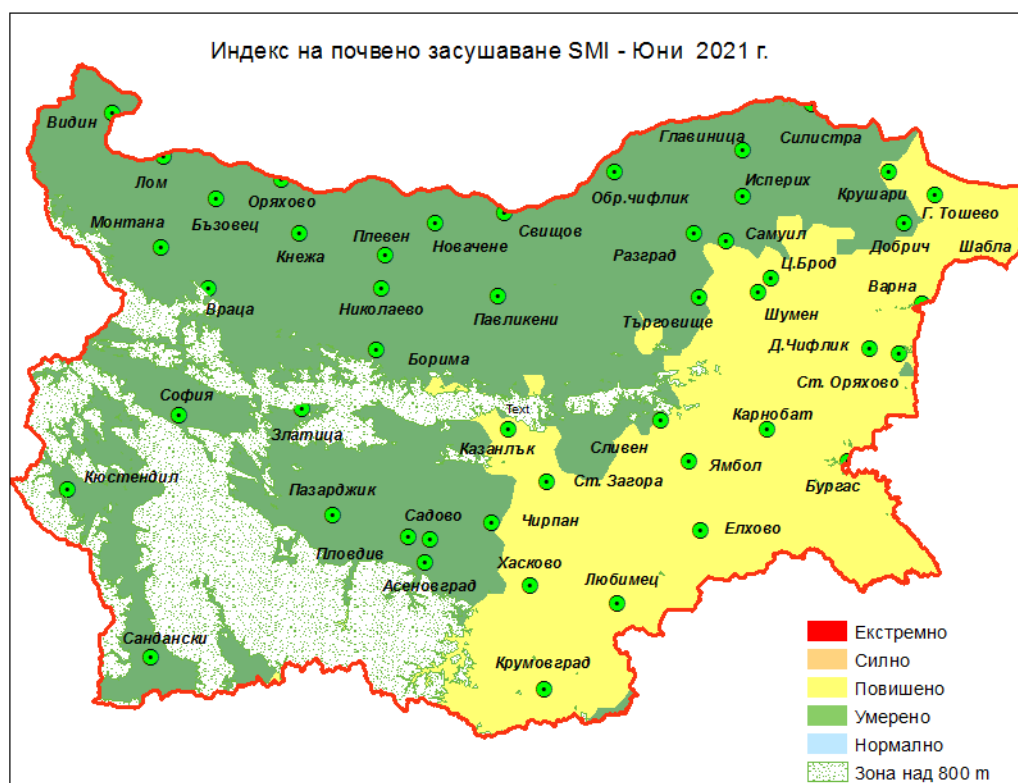 Индекс на почвено засушаване SMI - Юни 2021 г.
Видин
Главиница
Силистра
Лом
Оряхово
Обр.чифлик
Исперих
Крушари
Монтана
Бъзовец
Плевен
Новачене
Свищов
Г. Тошево
Кнежа
Разград
Самуил
Добрич
Шабла
Ц.Брод
Враца
Николаево
Павликени
Търговище
Шумен
Варна
Борима
Д.Чифлик
София
Text
Ст. Оряхово
Златица
Казанлък
Сливен
Карнобат
Кюстендил
Пазарджик
Ст. Загора
Ямбол
Бургас
Садово
Чирпан
Елхово
Пловдив
Асеновград
Хасково
Любимец
Сандански
Крумовград
Екстремно
Силно
Повишено
Умерено
Нормално
Зона над 800 m